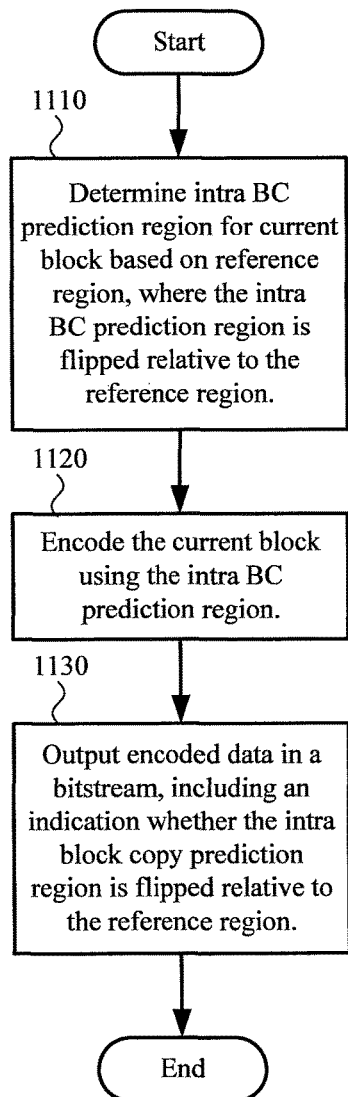 Start
1110
Determine intra BC
prediction region for current
block based on reference
region, where the intra
BC prediction region is
flipped relative to the
reference region.
1120
Encode the current block
using the intra BC
prediction region.
1130
Output encoded data in a
bitstream, including an
indication whether the intra
block copy prediction
region is flipped relative to
the reference region.
End